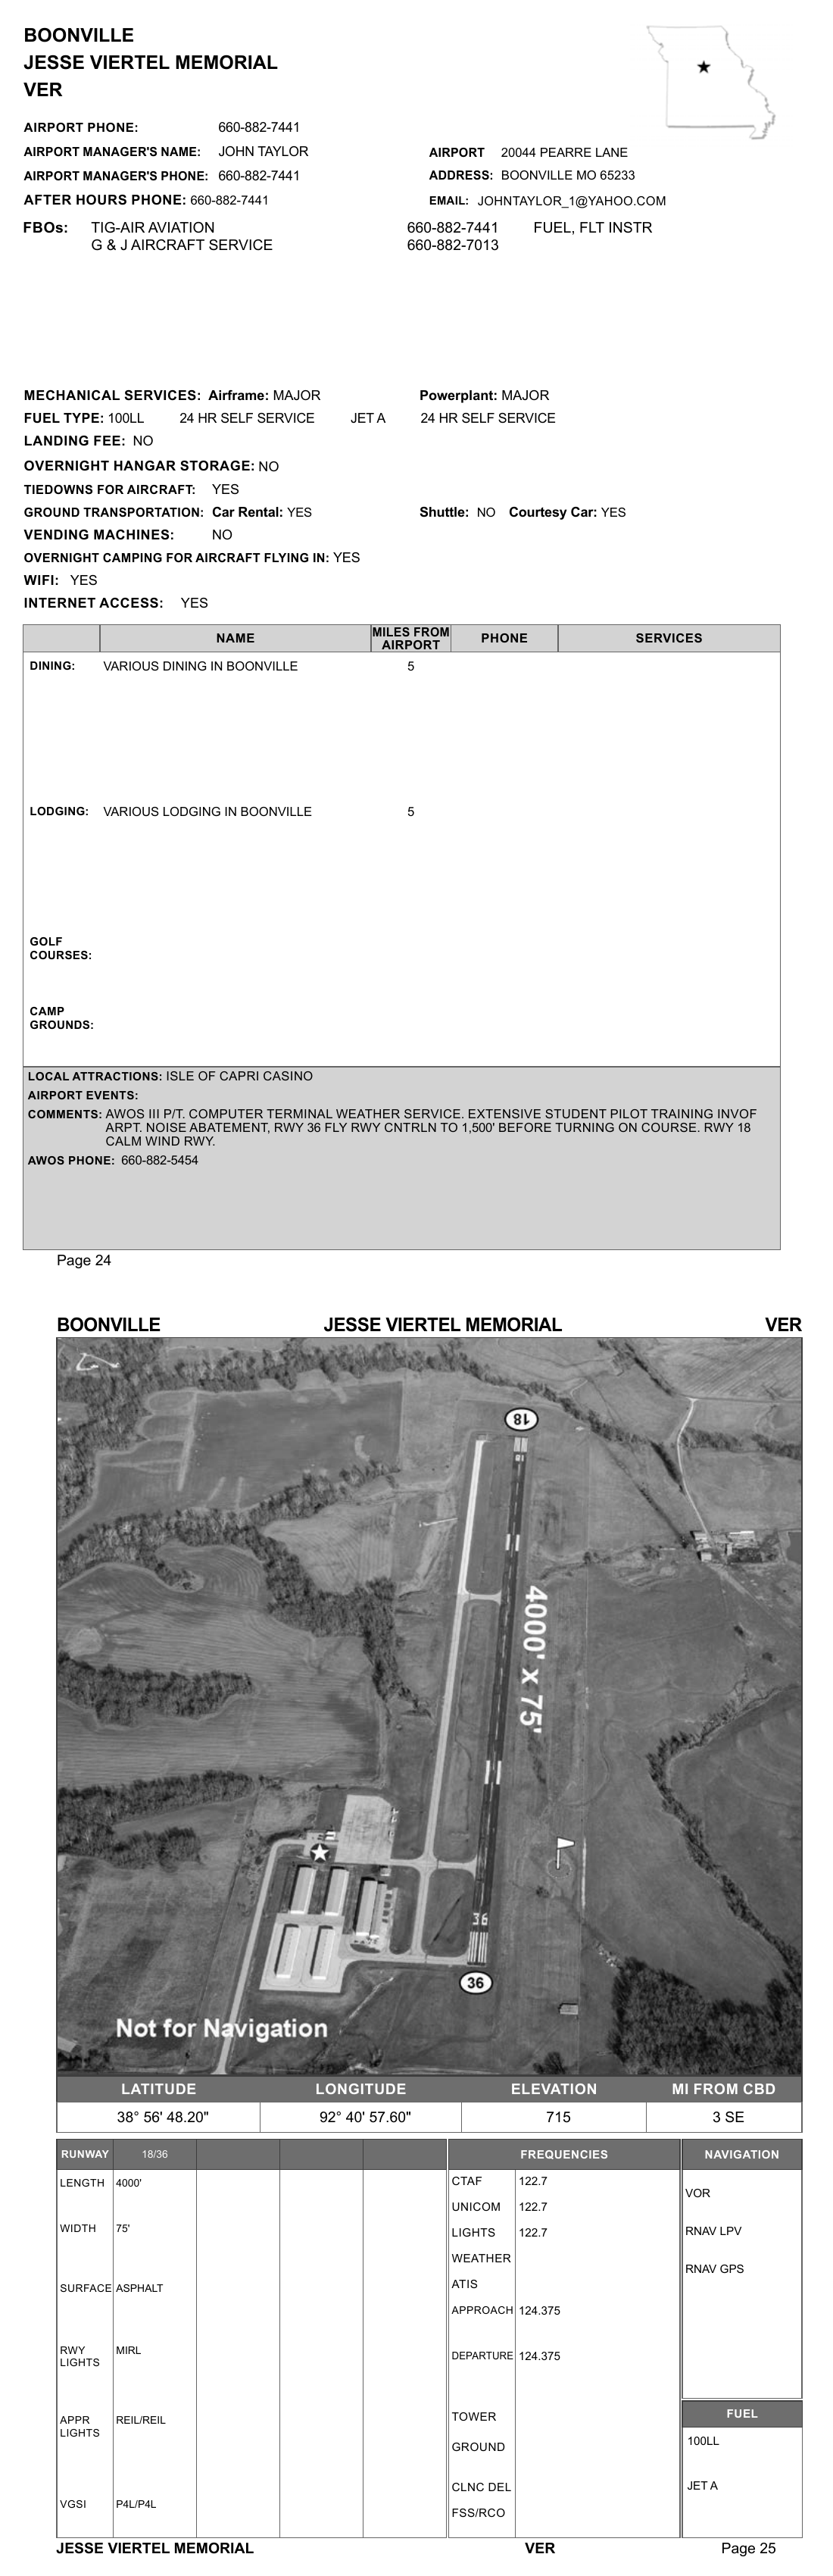 BOONVILLE
JESSE VIERTEL MEMORIAL
VER
AIRPORT PHONE: 660-882-7441
AIRPORT MANAGER'S NAME: JOHN TAYLOR
AIRPORT MANAGER'S PHONE: 660-882-7441
AFTER HOURS PHONE: 660-882-7441
AIRPORT 20044 PEARRE LANE
ADDRESS: BOONVILLE MO 65233
EMAIL: JOHNTAYLOR_1@YAHOO.COM
FBOs: TIG-AIR AVIATION 660-882-7441 FUEL, FLT INSTR
G & J AIRCRAFT SERVICE 660-882-7013
MECHANICAL SERVICES: Airframe: MAJOR Powerplant: MAJOR
FUEL TYPE: 100LL 24 HR SELF SERVICE JET A 24 HR SELF SERVICE
LANDING FEE: NO
OVERNIGHT HANGAR STORAGE: NO
TIEDOWNS FOR AIRCRAFT: YES
GROUND TRANSPORTATION: Car Rental: YES Shuttle: NO Courtesy Car: YES
VENDING MACHINES: NO
OVERNIGHT CAMPING FOR AIRCRAFT FLYING IN: YES
WIFI: YES
INTERNET ACCESS: YES
NAME MILES FROM AIRPORT PHONE SERVICES
DINING: VARIOUS DINING IN BOONVILLE 5
LODGING: VARIOUS LODGING IN BOONVILLE 5
GOLF
COURSES:
CAMP
GROUNDS:
LOCAL ATTRACTIONS: ISLE OF CAPRI CASINO
AIRPORT EVENTS:
COMMENTS: AWOS III P/T. COMPUTER TERMINAL WEATHER SERVICE. EXTENSIVE STUDENT PILOT TRAINING INVOF
ARPT. NOISE ABATEMENT, RWY 36 FLY RWY CNTRLN TO 1,500' BEFORE TURNING ON COURSE. RWY 18
CALM WIND RWY.
AWOS PHONE: 660-882-5454
Page 24
BOONVILLE JESSE VIERTEL MEMORIAL VER
18
18
4000' x 75'
36
36
Not for Navigation
LATITUDE LONGITUDE ELEVATION MI FROM CBD
38° 56' 48.20" 92° 40' 57.60" 715 3 SE
RUNWAY 18/36
LENGTH 4000'
WIDTH 75'
SURFACE ASPHALT
RWY LIGHTS MIRL
APPR LIGHTS REIL/REIL
VGSI P4L/P4L
FREQUENCIES
CTAF 122.7
UNICOM 122.7
LIGHTS 122.7
WEATHER
ATIS
APPROACH 124.375
DEPARTURE 124.375
TOWER
GROUND
CLNC DEL
FSS/RCO
NAVIGATION
VOR
RNAV LPV
RNAV GPS
FUEL
100LL
JET A
JESSE VIERTEL MEMORIAL VER Page 25